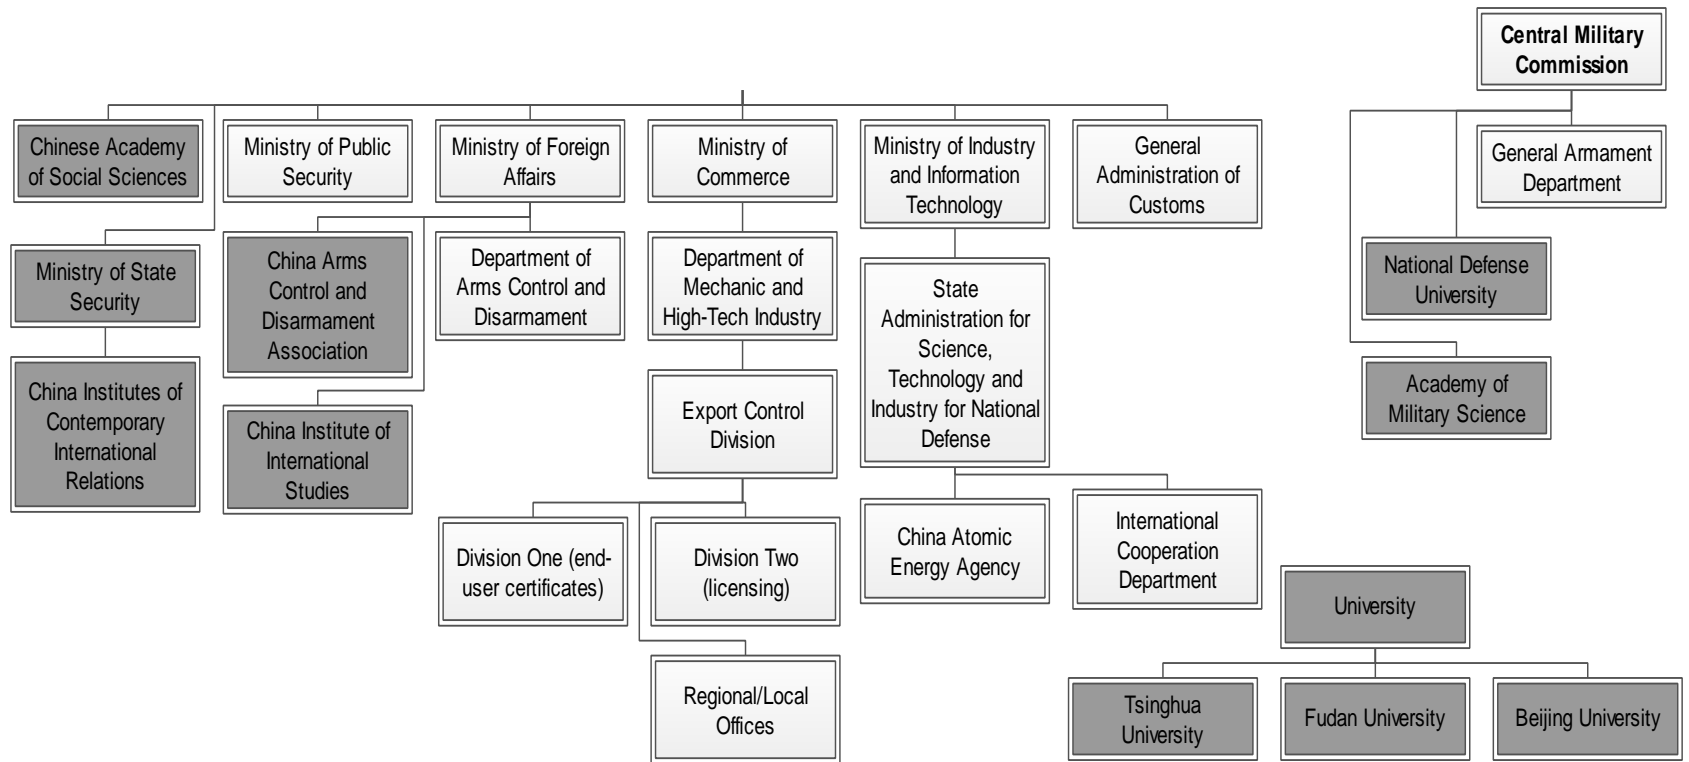 Central Military
Commission
Chinese Academy
of Social Sciences
Ministry of Public
Security
Ministry of Foreign
Affairs
Ministry of
Commerce
Ministry of Industry
and Information
Technology
General
Administration of
Customs
General Armament
Department
Ministry of State
Security
China Arms
Control and
Disarmament
Association
Department of
Arms Control and
Disarmament
Department of
Mechanic and
High-Tech Industry
State
Administration for
Science,
Technology and
Industry for National
Defense
National Defense
University
China Institutes of
Contemporary
International
Relations
China Institute of
International
Studies
Export Control
Division
Academy of
Military Science
Division One (end-
user certificates)
Division Two
(licensing)
China Atomic
Energy Agency
International
Cooperation
Department
University
Regional/Local
Offices
Tsinghua
University
Fudan University
Beijing University